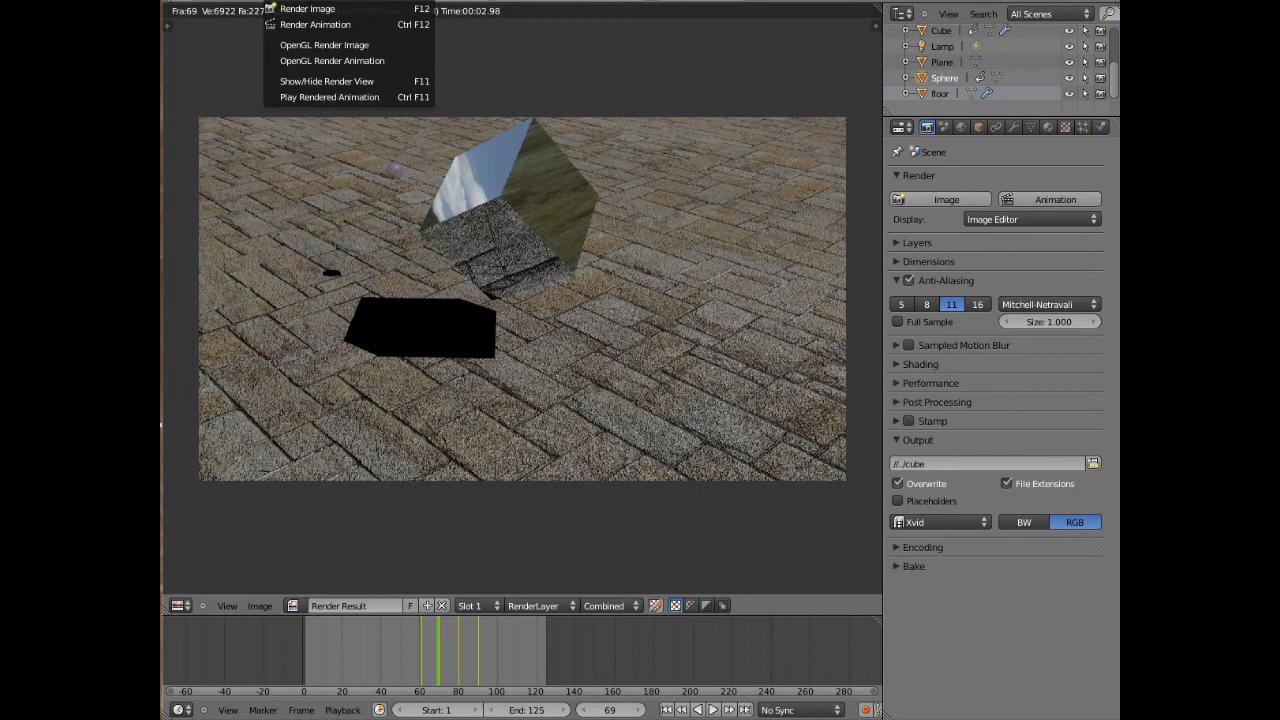 Fra:69 Ve:6922 Fa:227 ) Time:00:02.98
Render Image F12
Render Animation Ctrl F12
OpenGL Render Image
OpenGL Render Animation
Show/Hide Render View F11
Play Rendered Animation Ctrl F11
View Search All Scenes
Cube
Lamp
Plane
Sphere
floor
Scene
Render
Image Animation
Display: Image Editor
Layers
Dimensions
Anti-Aliasing
5 8 11 16 Mitchell-Netravali
Full Sample Size: 1.000
Sampled Motion Blur
Shading
Performance
Post Processing
Stamp
Output
//../cube
Overwrite File Extensions
Placeholders
Xvid BW RGB
Encoding
Bake
View Image Render Result F Slot 1 RenderLayer Combined
-60 -40 -20 0 20 40 60 80 100 120 140 160 180 200 220 240 260 280
View Marker Frame Playback Start: 1 End: 125 69 No Sync